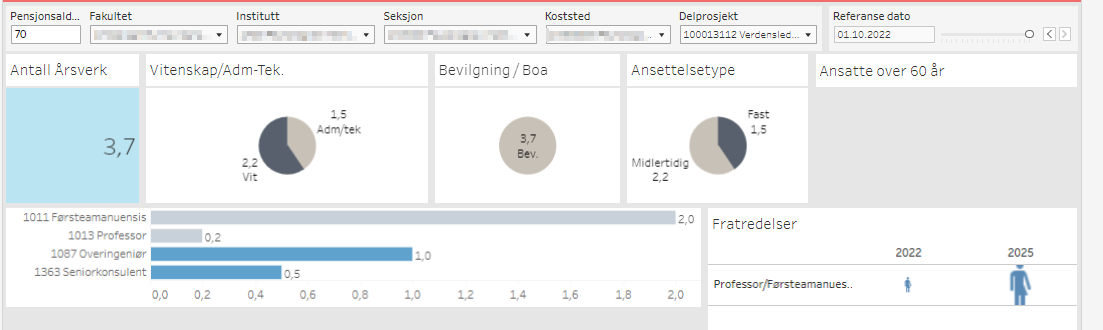 Pensjonsald... Fakultet Institutt Seksjon Koststed Delprosjekt Referanse dato
70 100013112 Verdensled... 01.10.2022
Antall Årsverk Vitenskap/Adm-Tek. Bevilgning / Boa Ansettelsetype Ansatte over 60 år
3,7
1,5
Adm/tek
2,2
Vit
3,7
Bev.
Fast
1,5
Midlertidig
2,2
1011 Førsteamanuensis 2,0
1013 Professor 0,2
1087 Overingeniør 1,0
1363 Seniorkonsulent 0,5
0,0 0,2 0,4 0,6 0,8 1,0 1,2 1,4 1,6 1,8 2,0
Fratredelser
2022 2025
Professor/Førsteamanues..